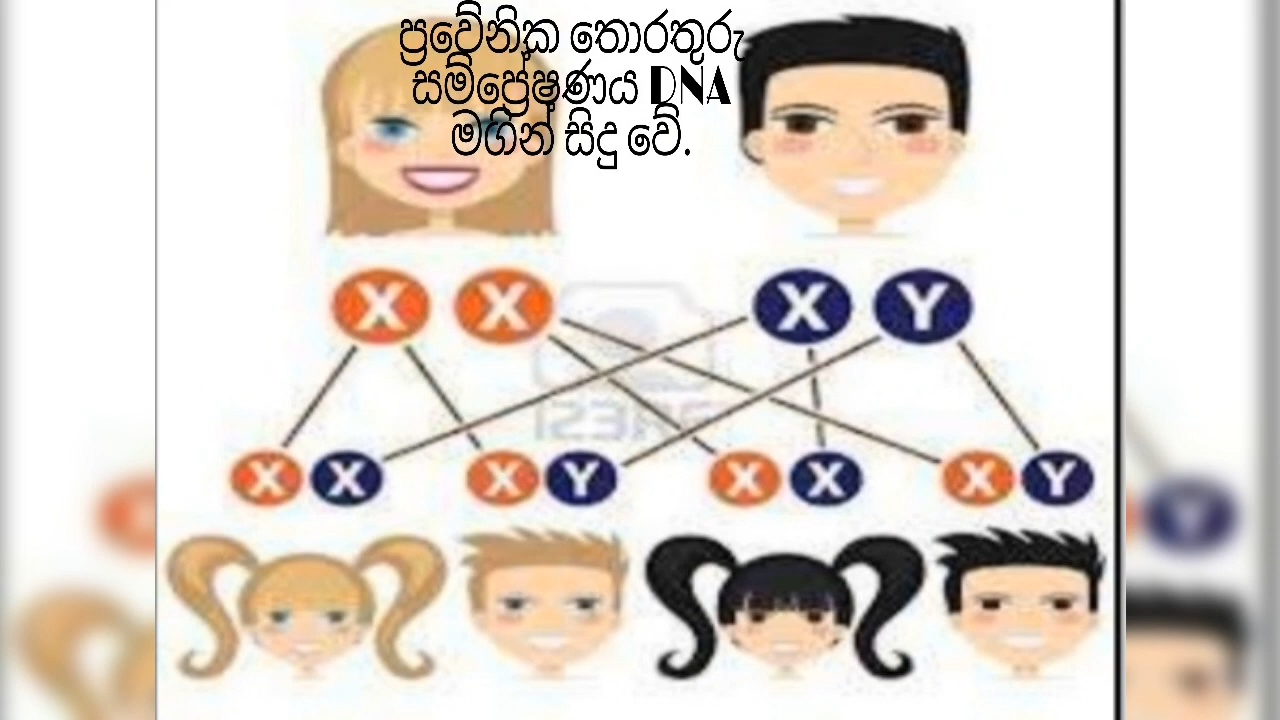 ප්‍රවේනික තොරතුරු
සම්ප්‍රේෂණය DNA
මගින් සිදු වේ.
X X X Y
X X X Y X X X Y